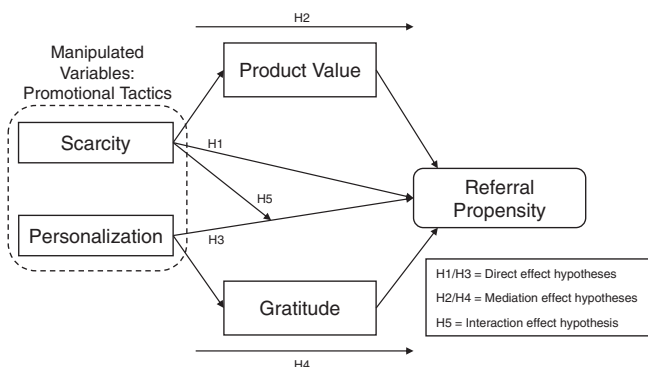 H2
Manipulated
Variables:
Promotional Tactics
Product Value
Scarcity
H1
H5
Referral
Propensity
Personalization
H3
Gratitude
H1/H3 = Direct effect hypotheses
H2/H4 = Mediation effect hypotheses
H5 = Interaction effect hypothesis
H4